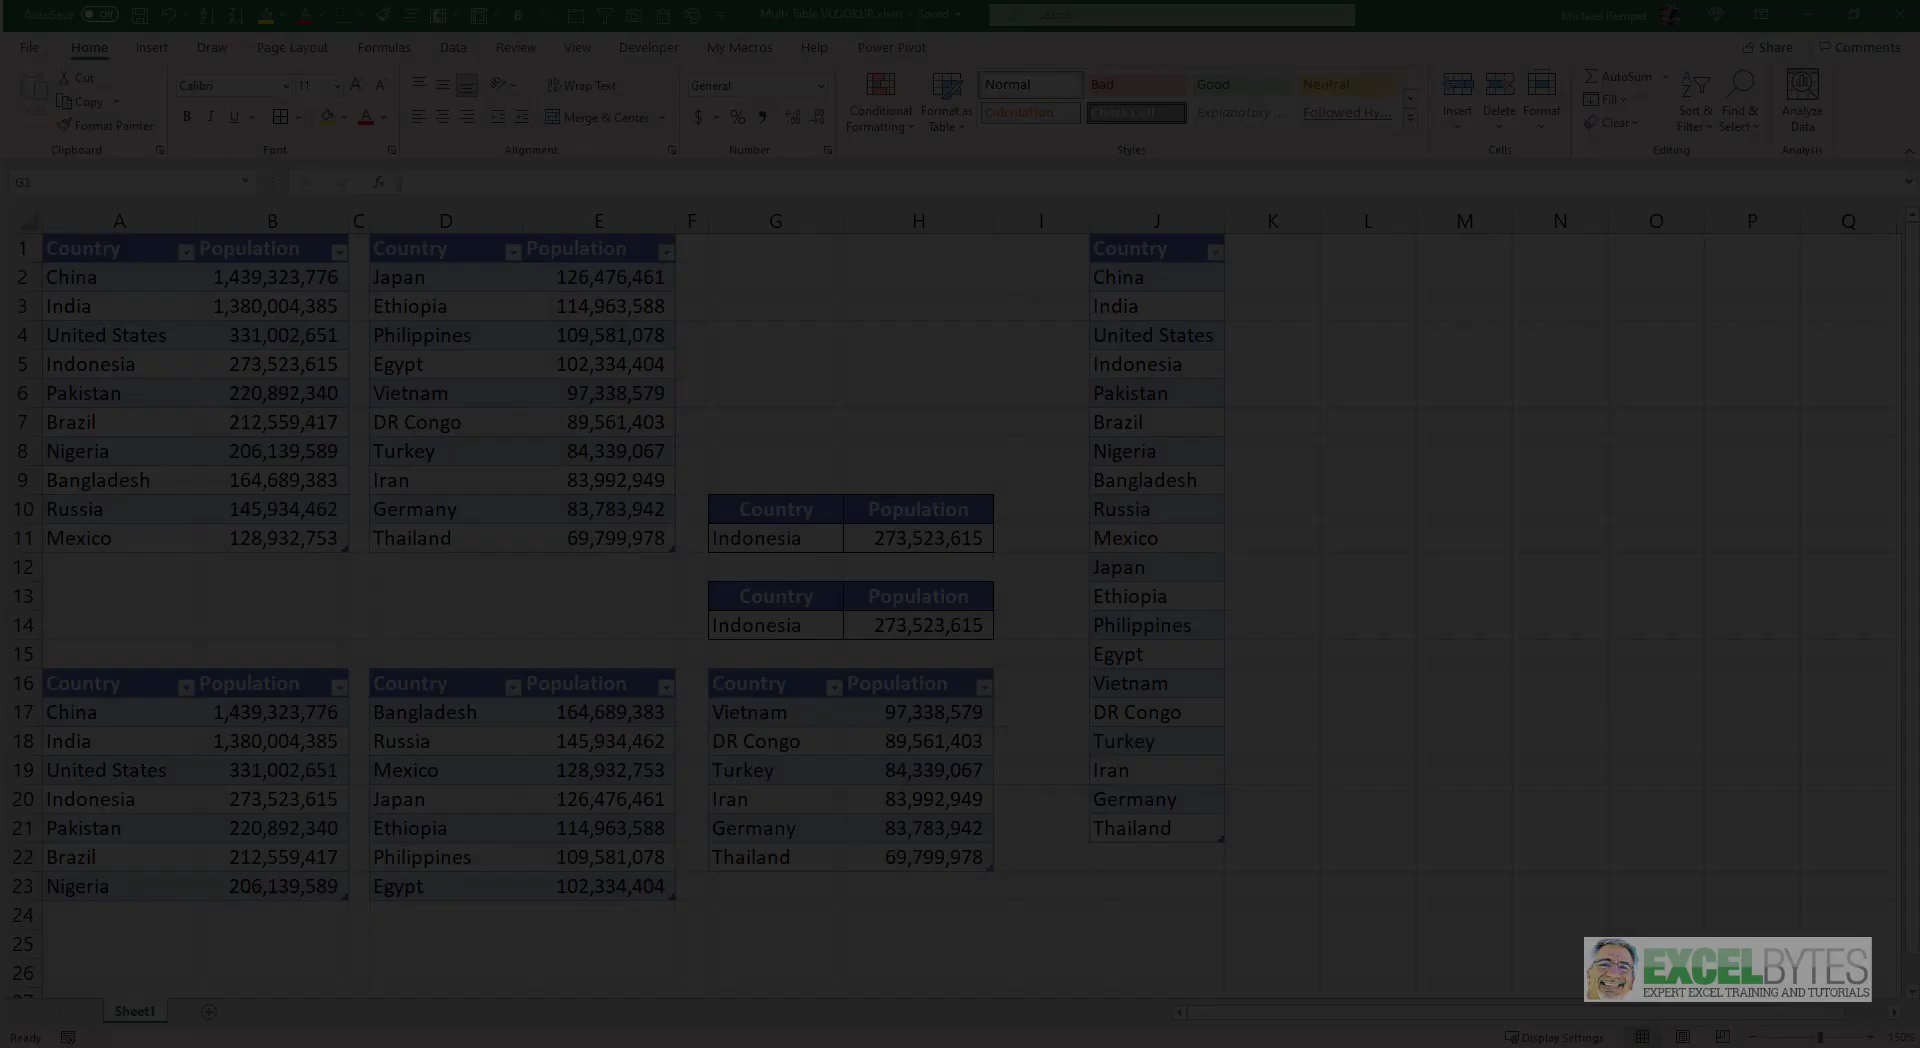 AutoSave Off Multi Table VLOOKUP.xlsm - Saved Search Michael Rempel
File Home Insert Draw Page Layout Formulas Data Review View Developer My Macros Help Power Pivot Share Comments
Cut Calibri 11 Wrap Text General Normal Bad Good Neutral AutoSum
Copy Conditional Formatting Format as Table Insert Delete Format Fill Sort & Filter Find & Select Analyze Data
Format Painter B I U Merge & Center $ % Calculation Check Cell Explanatory ... Followed Hy... Clear
Clipboard Font Alignment Number Styles Cells Editing Analysis
G2 fx
A B C D E F G H I J K L M N O P Q
1 Country Population Country Population Country
2 China 1,439,323,776 Japan 126,476,461 China
3 India 1,380,004,385 Ethiopia 114,963,588 India
4 United States 331,002,651 Philippines 109,581,078 United States
5 Indonesia 273,523,615 Egypt 102,334,404 Indonesia
6 Pakistan 220,892,340 Vietnam 97,338,579 Pakistan
7 Brazil 212,559,417 DR Congo 89,561,403 Brazil
8 Nigeria 206,139,589 Turkey 84,339,067 Nigeria
9 Bangladesh 164,689,383 Iran 83,992,949 Bangladesh
10 Russia 145,934,462 Germany 83,783,942 Country Population Russia
11 Mexico 128,932,753 Thailand 69,799,978 Indonesia 273,523,615 Mexico
12 Japan
13 Country Population Ethiopia
14 Indonesia 273,523,615 Philippines
15 Egypt
16 Country Population Country Population Country Population Vietnam
17 China 1,439,323,776 Bangladesh 164,689,383 Vietnam 97,338,579 DR Congo
18 India 1,380,004,385 Russia 145,934,462 DR Congo 89,561,403 Turkey
19 United States 331,002,651 Mexico 128,932,753 Turkey 84,339,067 Iran
20 Indonesia 273,523,615 Japan 126,476,461 Iran 83,992,949 Germany
21 Pakistan 220,892,340 Ethiopia 114,963,588 Germany 83,783,942 Thailand
22 Brazil 212,559,417 Philippines 109,581,078 Thailand 69,799,978
23 Nigeria 206,139,589 Egypt 102,334,404
24
25
26
EXCELBYTES
EXPERT EXCEL TRAINING AND TUTORIALS
Sheet1
Ready Display Settings 150%